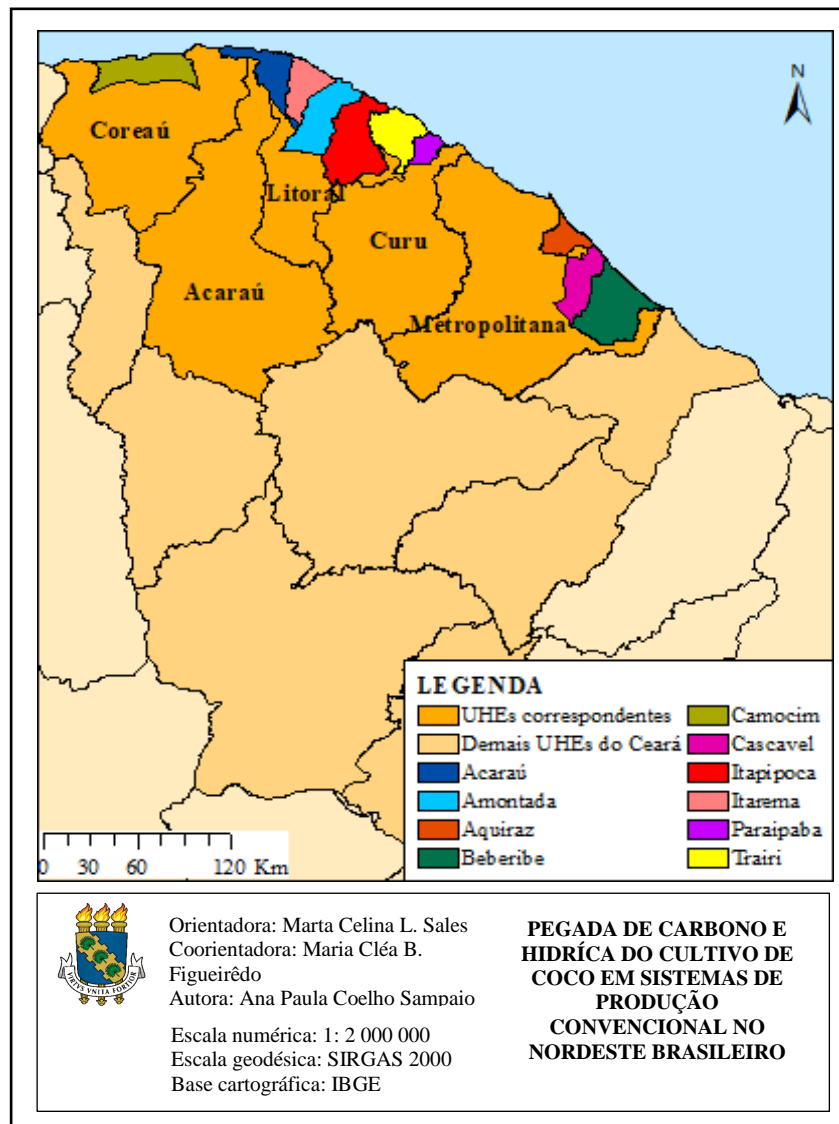 N
Coreaú
Litoral
Curu
Acaraú
Metropolitana
LEGENDA
UHEs correspondentes
Demais UHEs do Ceará
Acaraú
Amontada
Aquiraz
Beberibe
Camocim
Cascavel
Itapipoca
Itarema
Paraipaba
Trairi
0 30 60 120 Km
VIRTVS VNITA FORTIOR
Orientadora: Marta Celina L. Sales
Coorientadora: Maria Cléa B.
Figueirêdo
Autora: Ana Paula Coelho Sampaio
Escala numérica: 1: 2 000 000
Escala geodésica: SIRGAS 2000
Base cartográfica: IBGE
PEGADA DE CARBONO E
HIDRÍCA DO CULTIVO DE
COCO EM SISTEMAS DE
PRODUÇÃO
CONVENCIONAL NO
NORDESTE BRASILEIRO